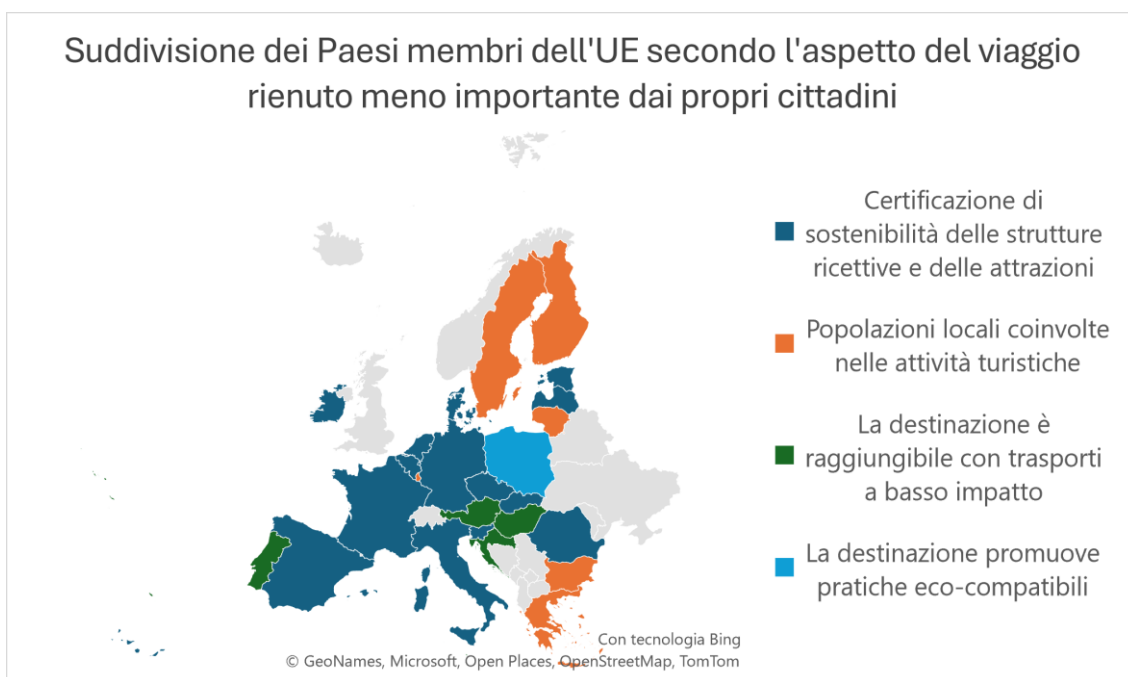 Suddivisione dei Paesi membri dell'UE secondo l'aspetto del viaggio
rienuto meno importante dai propri cittadini
Certificazione di
sostenibilità delle strutture
ricettive e delle attrazioni
Popolazioni locali coinvolte
nelle attività turistiche
La destinazione è
raggiungibile con trasporti
a basso impatto
La destinazione promuove
pratiche eco-compatibili
Con tecnologia Bing
© GeoNames, Microsoft, Open Places, OpenStreetMap, TomTom